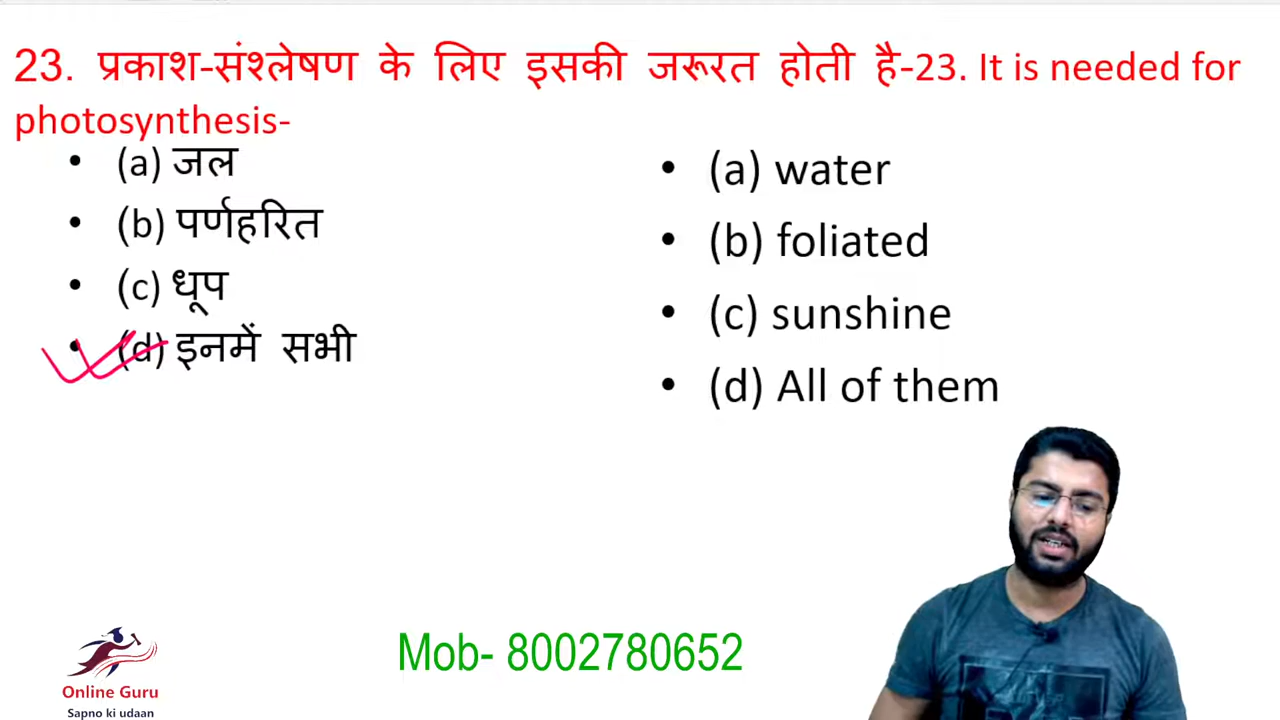 23. प्रकाश-संश्लेषण के लिए इसकी जरूरत होती है-23. It is needed for
photosynthesis-
• (a) जल
• (b) पर्णहरित
• (c) धूप
• (d) इनमें सभी
• (a) water
• (b) foliated
• (c) sunshine
• (d) All of them
Mob- 8002780652
Online Guru
Sapno ki udaan